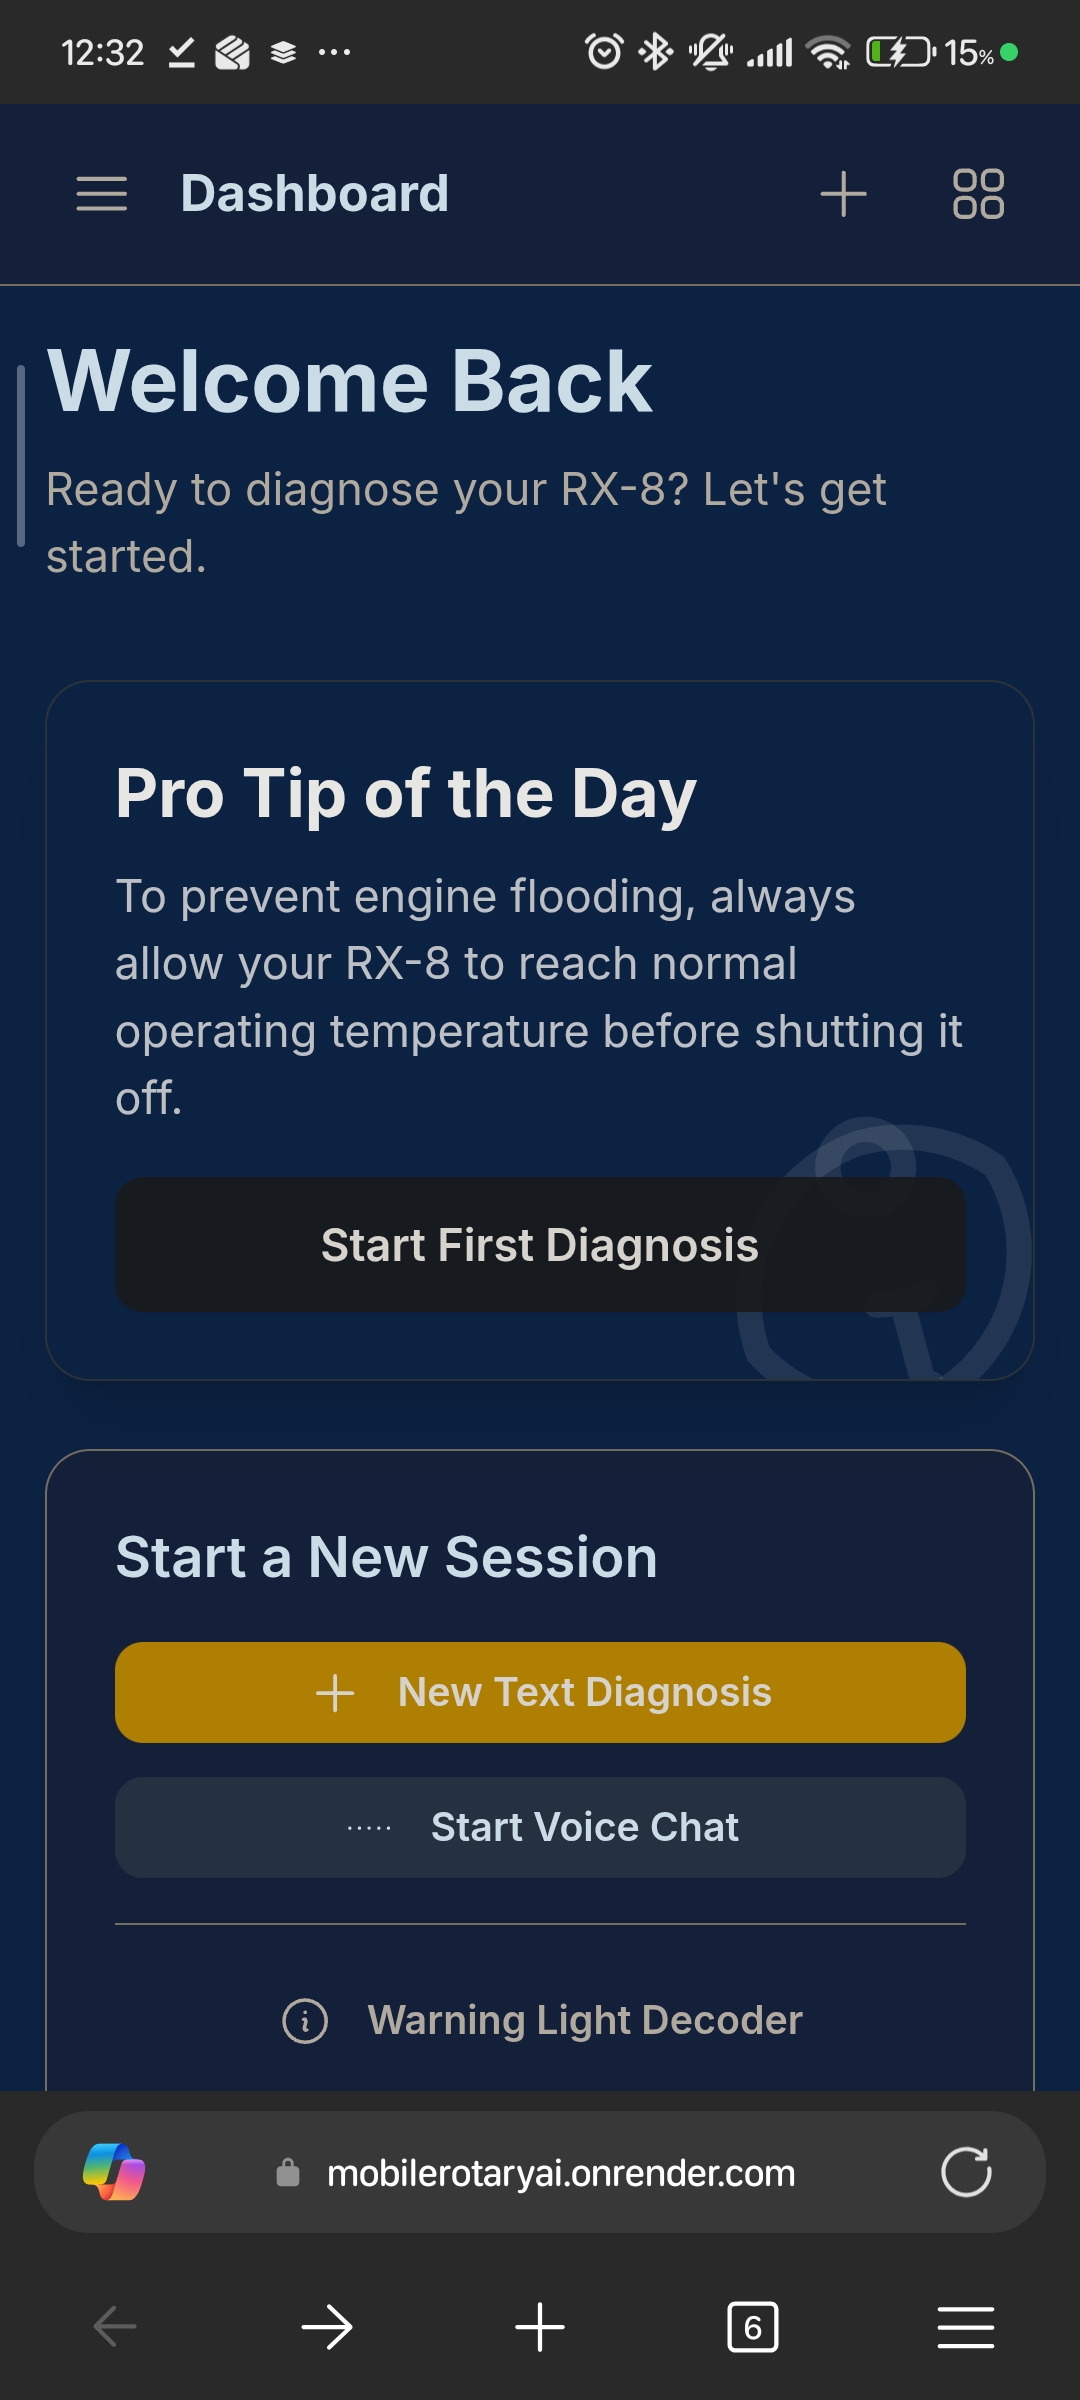 12:32
15%
Dashboard
Welcome Back
Ready to diagnose your RX-8? Let's get
started.
Pro Tip of the Day
To prevent engine flooding, always
allow your RX-8 to reach normal
operating temperature before shutting it
off.
Start First Diagnosis
Start a New Session
New Text Diagnosis
Start Voice Chat
Warning Light Decoder
mobilerotaryai.onrender.com
6